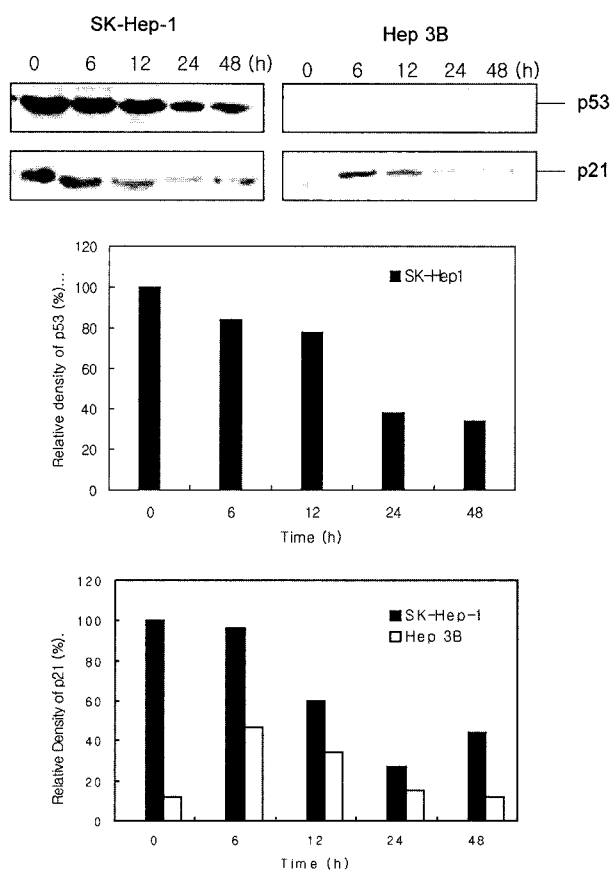 SK-Hep-1
0 6 12 24 48 (h)
Hep 3B
0 6 12 24 48 (h)
p53
p21
120
100
80
60
40
20
0
Relative density of p53 (%)...
SK-Hep1
0 6 12 24 48
Time (h)
120
100
80
60
40
20
0
Relative Density of p21 (%).
SK-Hep-1
Hep 3B
0 6 12 24 48
Time (h)